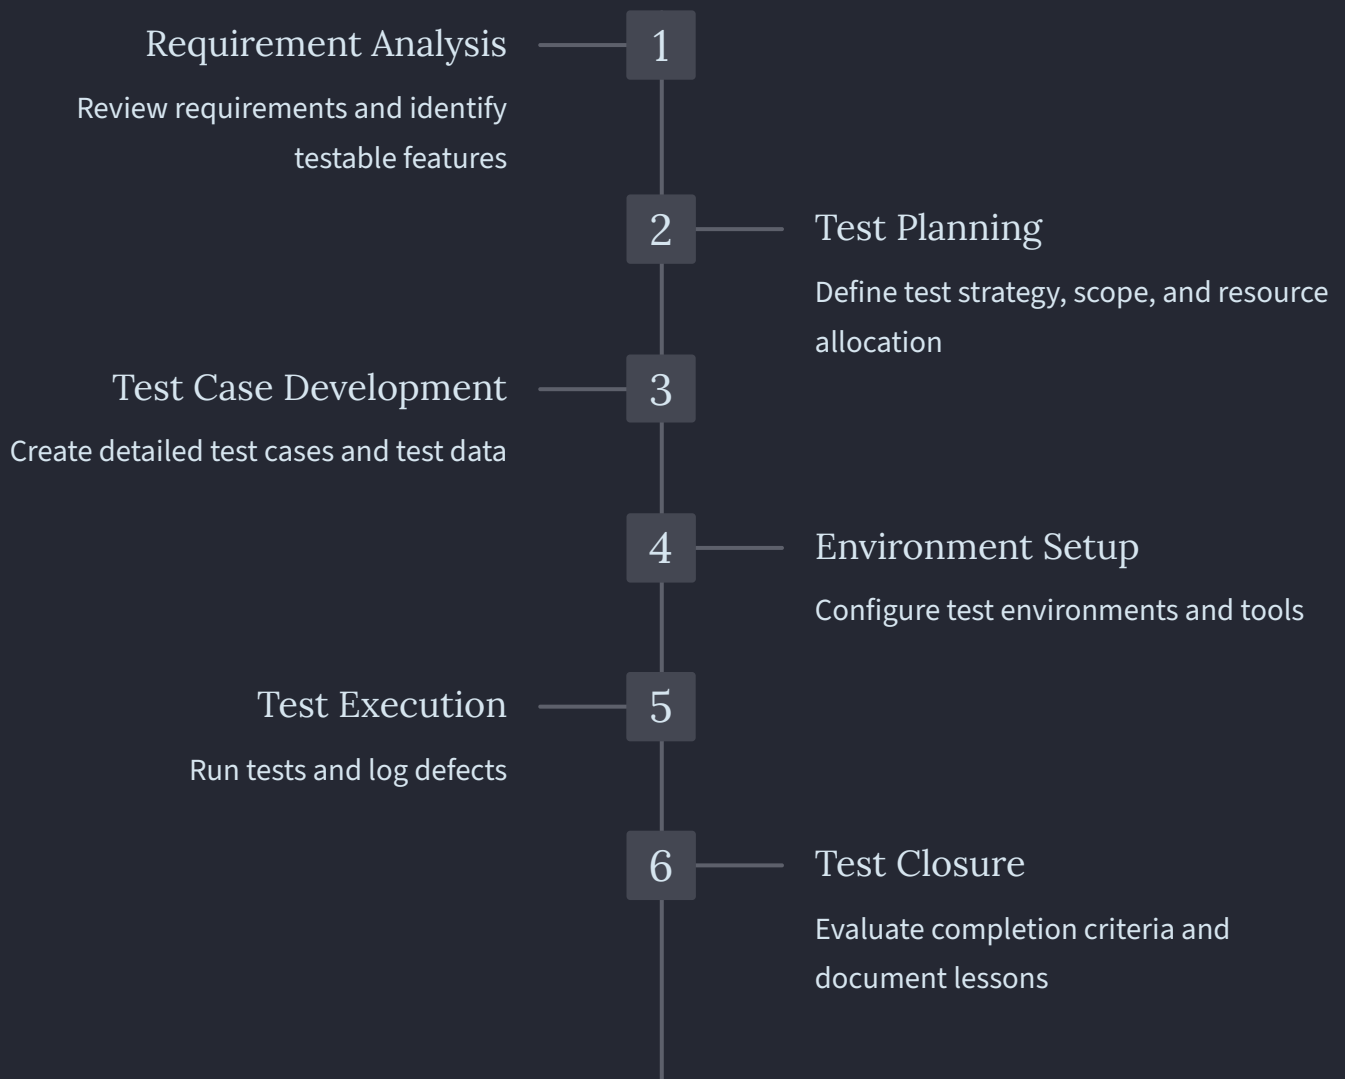 Requirement Analysis
1
Review requirements and identify
testable features
2
Test Planning
Define test strategy, scope, and resource
allocation
Test Case Development
3
Create detailed test cases and test data
4
Environment Setup
Configure test environments and tools
Test Execution
5
Run tests and log defects
6
Test Closure
Evaluate completion criteria and
document lessons